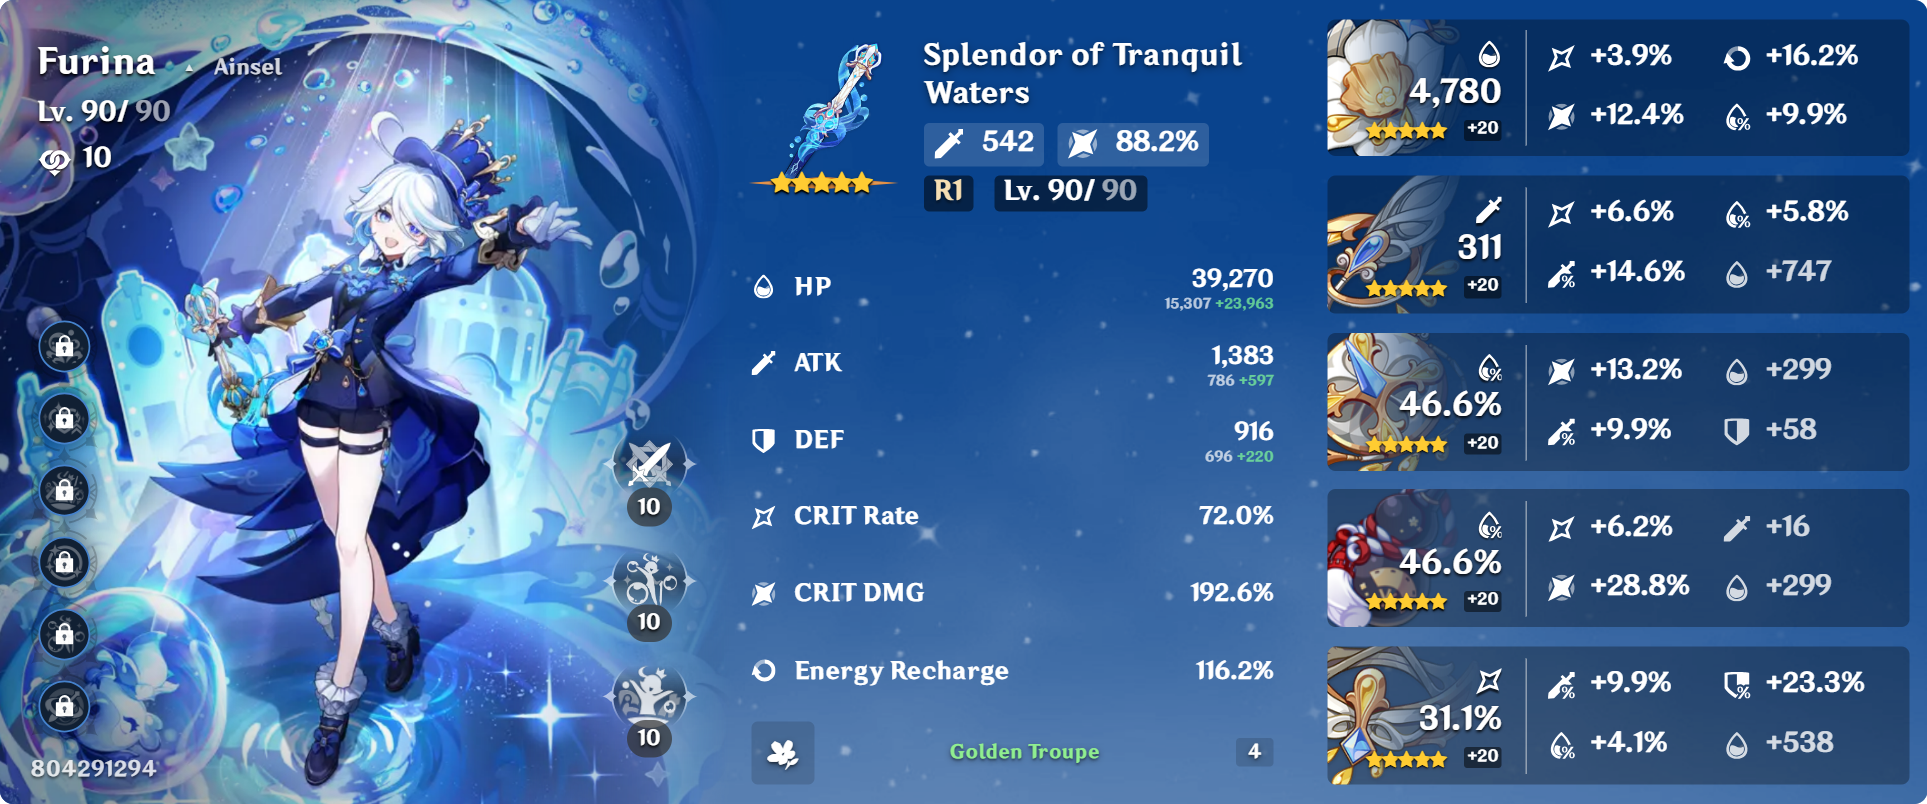 Furina ▲ Ainsel
Lv. 90/ 90
10
10
10
10
804291294
Splendor of Tranquil
Waters
542 88.2%
R1 Lv. 90/ 90
HP 39,270
15,307 +23,963
ATK 1,383
786 +597
DEF 916
696 +220
CRIT Rate 72.0%
CRIT DMG 192.6%
Energy Recharge 116.2%
Golden Troupe 4
4,780
+20
+3.9% +16.2%
+12.4% +9.9%
311
+20
+6.6% +5.8%
+14.6% +747
46.6%
+20
+13.2% +299
+9.9% +58
46.6%
+20
+6.2% +16
+28.8% +299
31.1%
+20
+9.9% +23.3%
+4.1% +538